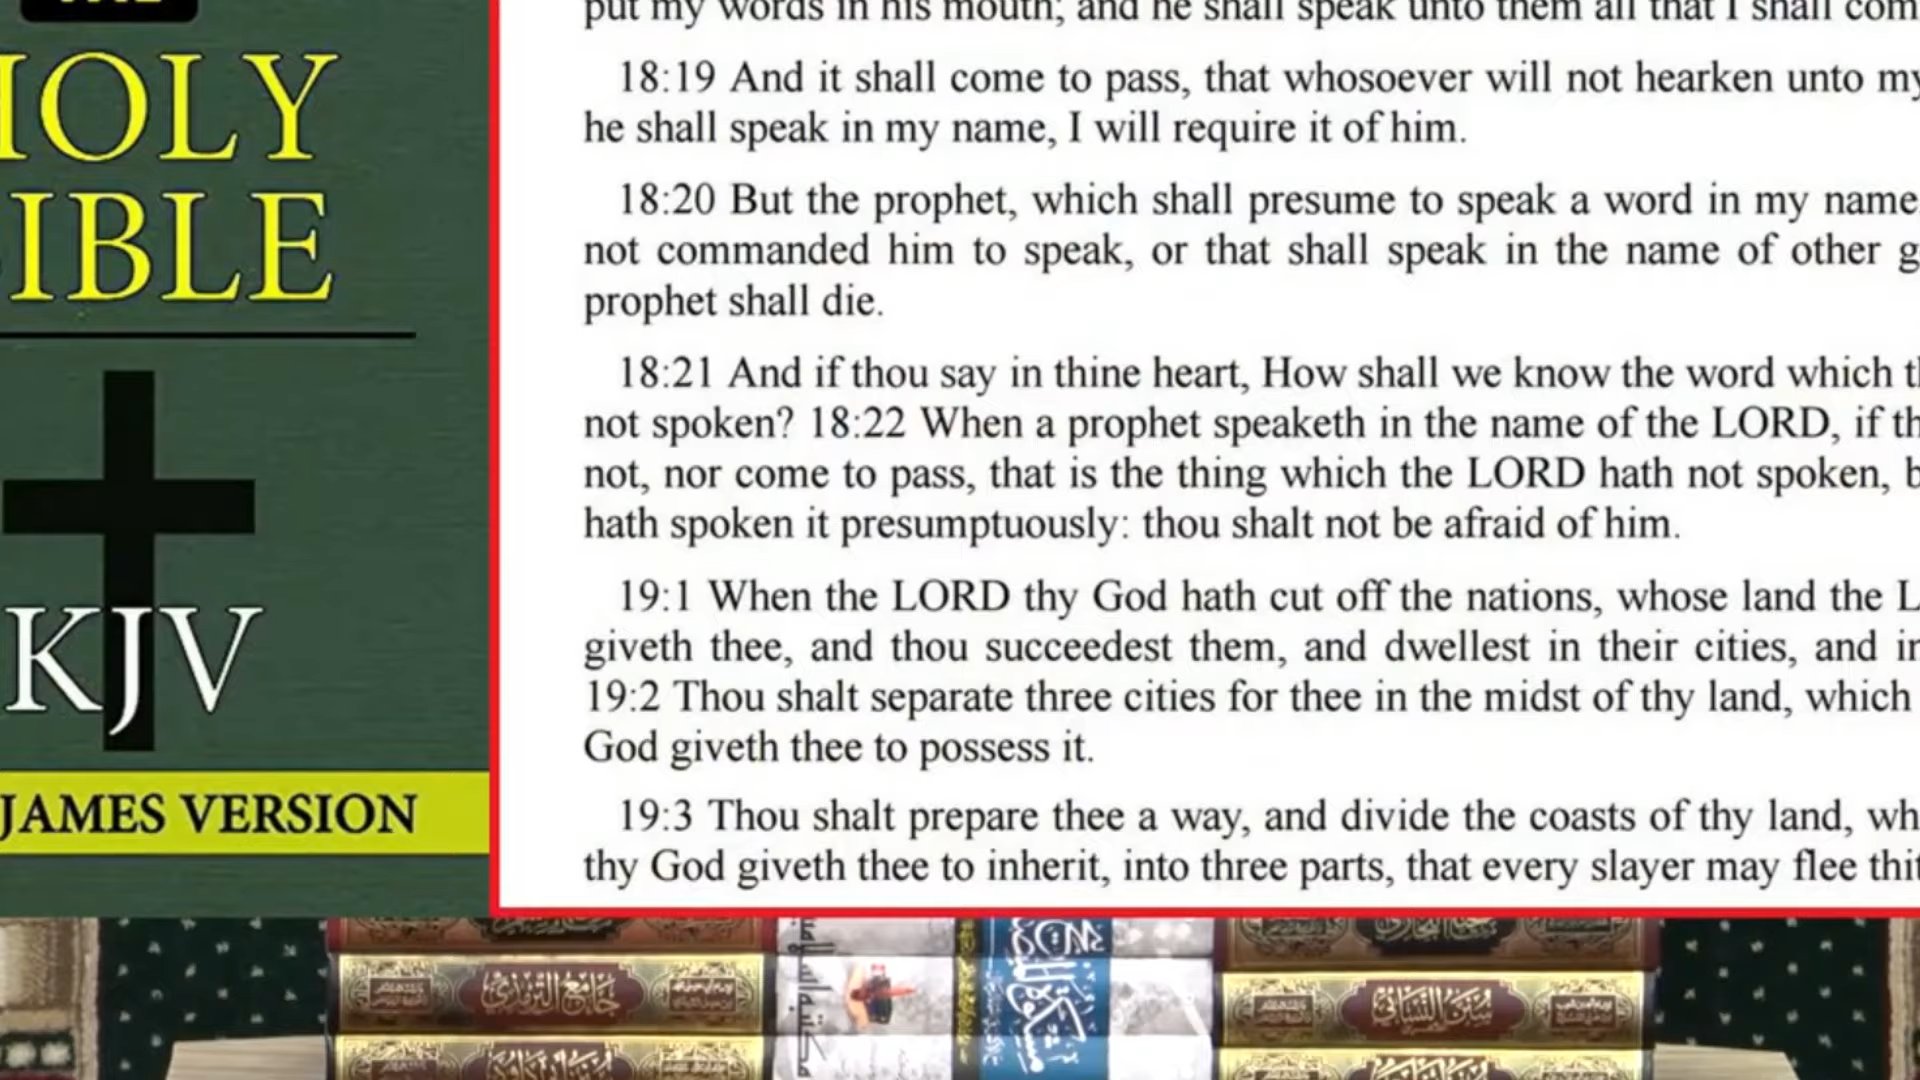 HOLY
BIBLE
KJV
JAMES VERSION
put my words in his mouth; and he shall speak unto them all that I shall com
18:19 And it shall come to pass, that whosoever will not hearken unto my
he shall speak in my name, I will require it of him.
18:20 But the prophet, which shall presume to speak a word in my name
not commanded him to speak, or that shall speak in the name of other g
prophet shall die.
18:21 And if thou say in thine heart, How shall we know the word which th
not spoken? 18:22 When a prophet speaketh in the name of the LORD, if th
not, nor come to pass, that is the thing which the LORD hath not spoken, b
hath spoken it presumptuously: thou shalt not be afraid of him.
19:1 When the LORD thy God hath cut off the nations, whose land the L
giveth thee, and thou succeedest them, and dwellest in their cities, and in
19:2 Thou shalt separate three cities for thee in the midst of thy land, which
God giveth thee to possess it.
19:3 Thou shalt prepare thee a way, and divide the coasts of thy land, wh
thy God giveth thee to inherit, into three parts, that every slayer may flee thit
جامع الترمذي
سنن النسائي